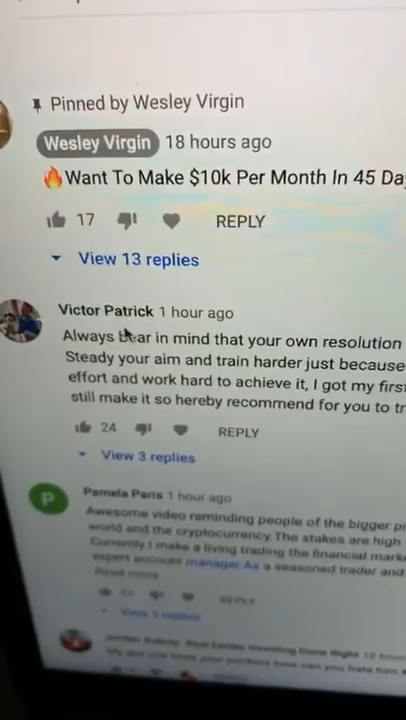 Pinned by Wesley Virgin
Wesley Virgin 18 hours ago
🔥Want To Make $10k Per Month In 45 Da
17 REPLY
View 13 replies
Victor Patrick 1 hour ago
Always bear in mind that your own resolution
Steady your aim and train harder just because
effort and work hard to achieve it, I got my first
still make it so hereby recommend for you to tr
24 REPLY
View 3 replies
P
Pamela Paris 1 hour ago
Awesome video reminding people of the bigger pi
world and the cryptocurrency The stakes are high
Currently I make a living trading the financial mark
expert account manager.As a seasoned trader and
Read more
REPLY